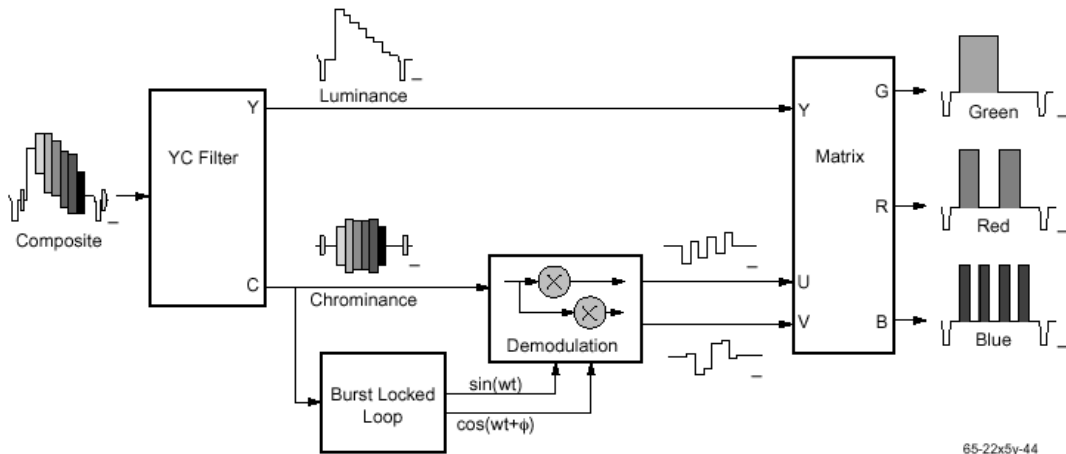 Luminance
Composite
YC Filter
Y
C
Chrominance
Burst Locked
Loop
sin(wt)
cos(wt+ϕ)
Demodulation
Y
Matrix
U
V
G
R
B
Green
Red
Blue
65-22x5y-44